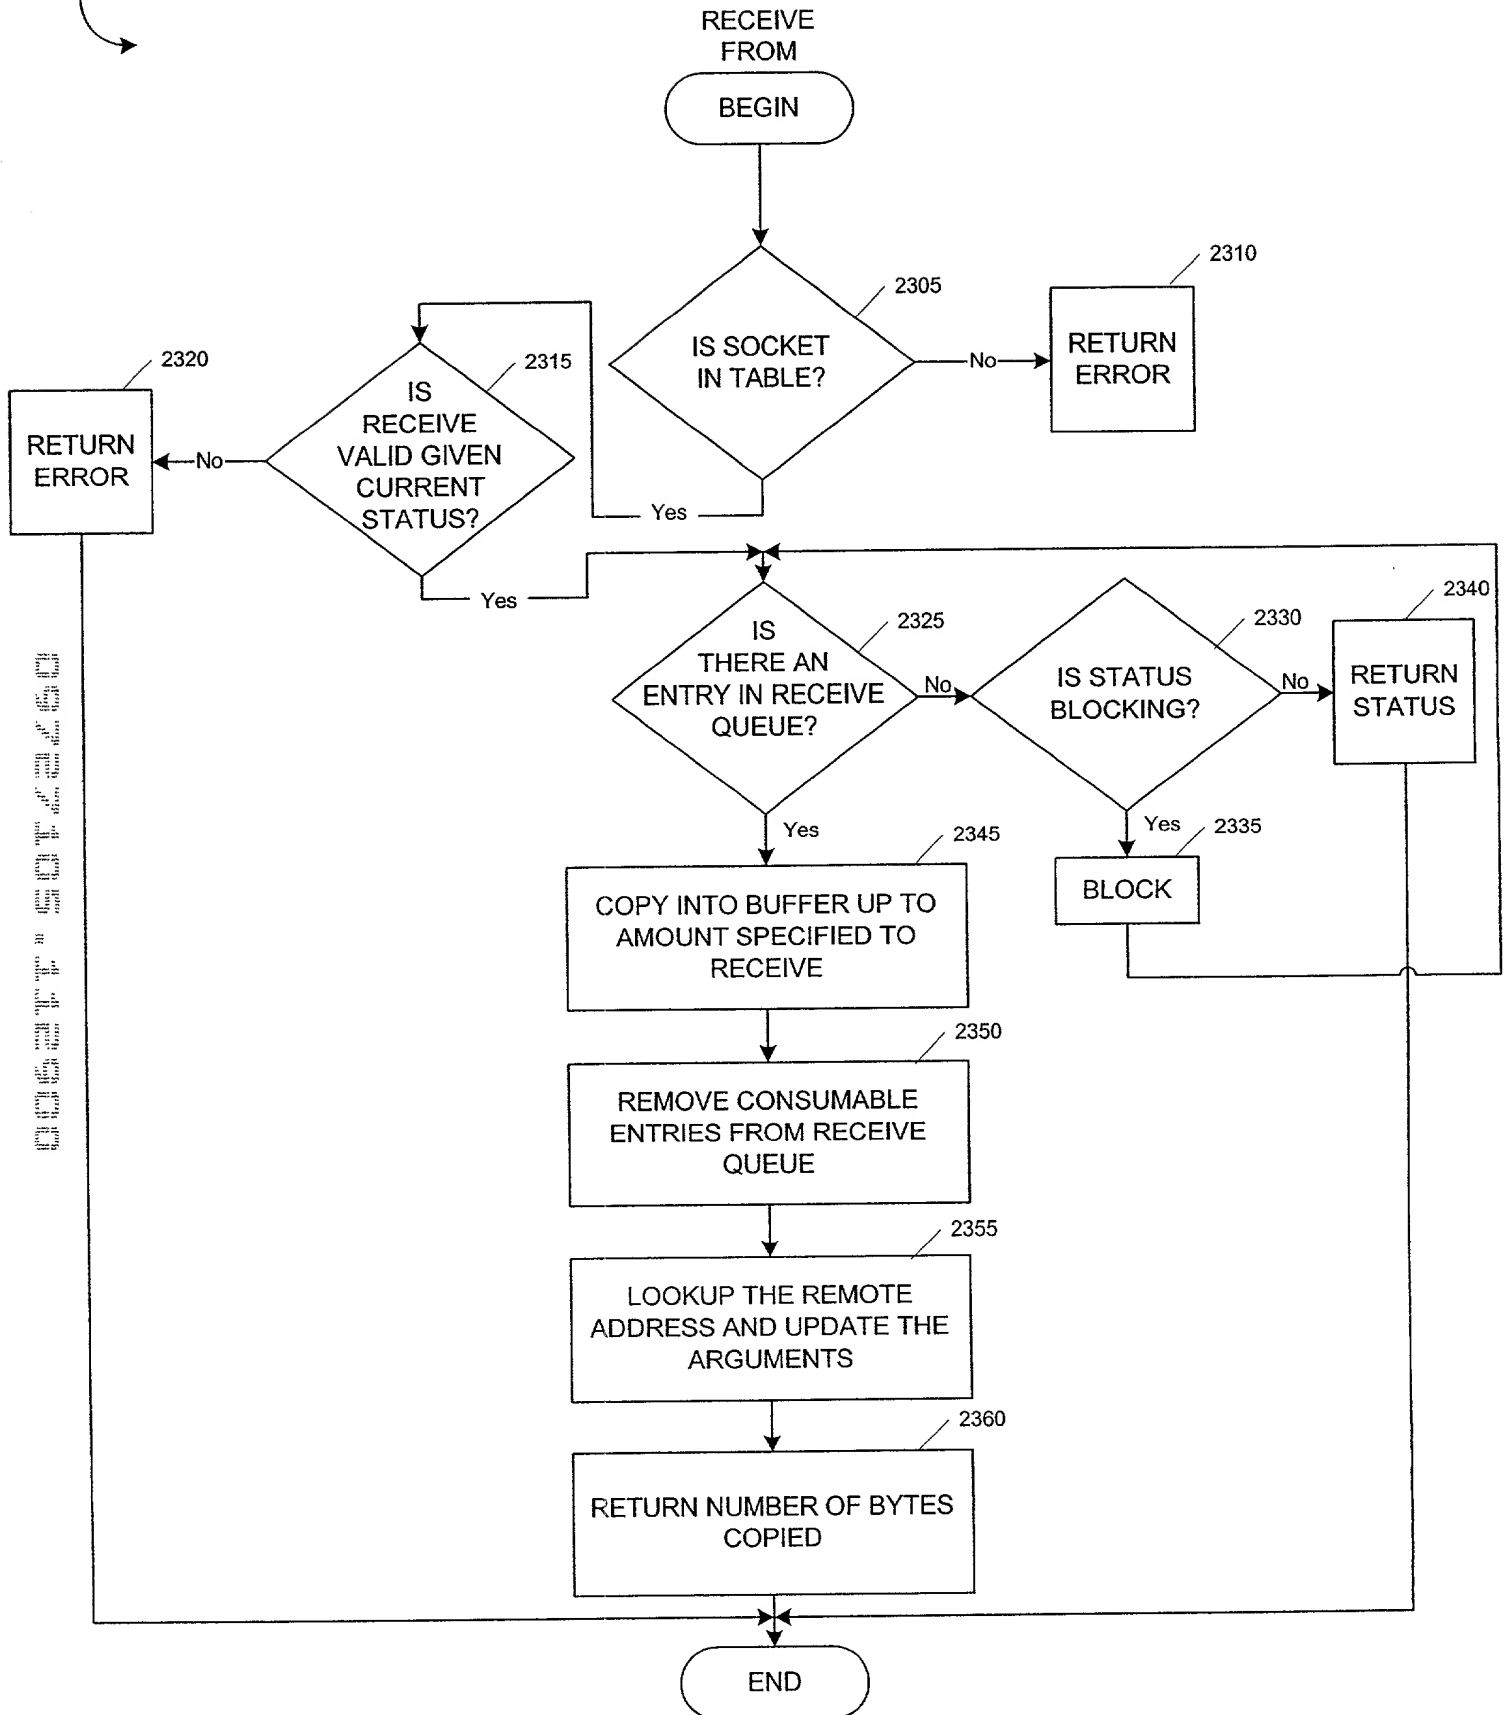 RECEIVE
FROM
BEGIN
2305
IS SOCKET
IN TABLE?
No
2310
RETURN
ERROR
Yes
2315
IS
RECEIVE
VALID GIVEN
CURRENT
STATUS?
No
2320
RETURN
ERROR
Yes
2325
IS
THERE AN
ENTRY IN RECEIVE
QUEUE?
No
2330
IS STATUS
BLOCKING?
No
2340
RETURN
STATUS
Yes
2335
BLOCK
Yes
2345
COPY INTO BUFFER UP TO
AMOUNT SPECIFIED TO
RECEIVE
2350
REMOVE CONSUMABLE
ENTRIES FROM RECEIVE
QUEUE
2355
LOOKUP THE REMOTE
ADDRESS AND UPDATE THE
ARGUMENTS
2360
RETURN NUMBER OF BYTES
COPIED
END